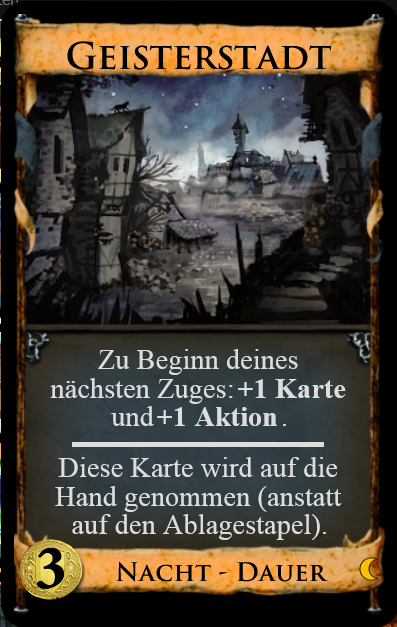 GEISTERSTADT
Zu Beginn deines
nächsten Zuges: +1 Karte
und +1 Aktion.
Diese Karte wird auf die
Hand genommen (anstatt
auf den Ablagestapel).
3
NACHT - DAUER